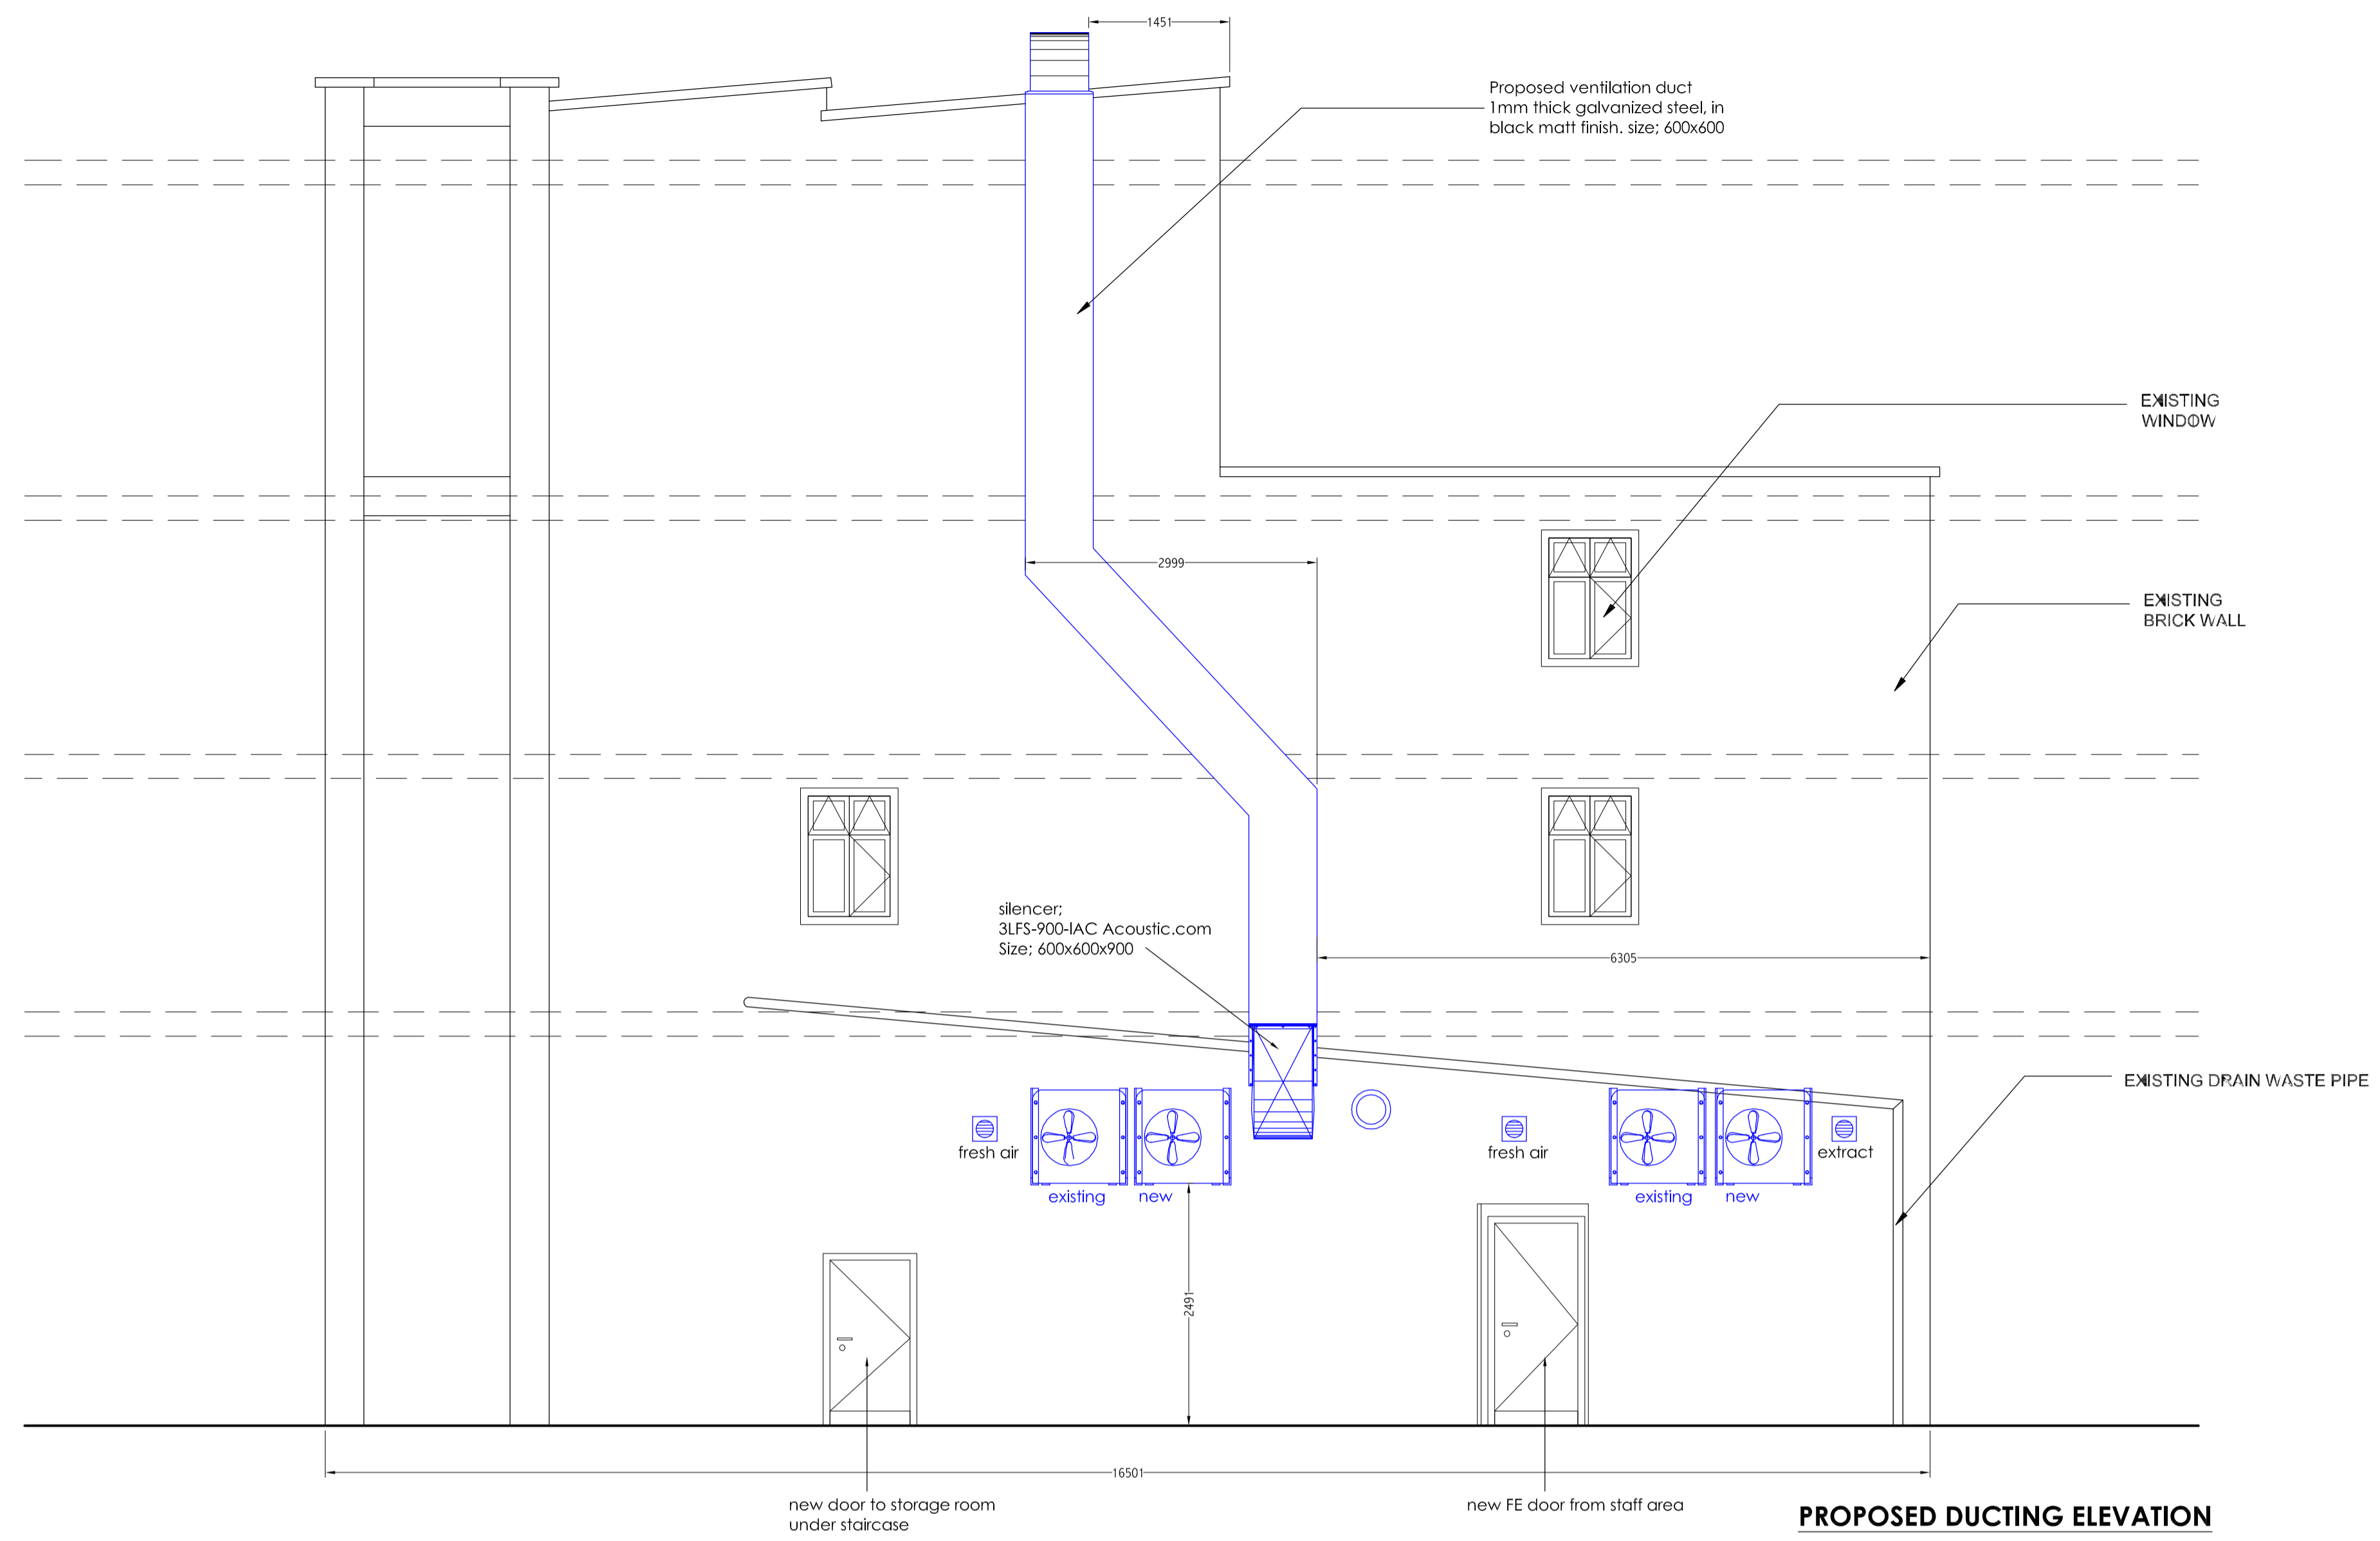 1451
Proposed ventilation duct
1mm thick galvanized steel, in
black matt finish. size; 600x600
EXISTING
WINDOW
2999
EXISTING
BRICK WALL
silencer;
3LFS-900-IAC Acoustic.com
Size; 600x600x900
6305
EXISTING DRAIN WASTE PIPE
fresh air
fresh air
extract
existing
new
existing
new
2491
16501
new door to storage room
under staircase
new FE door from staff area
PROPOSED DUCTING ELEVATION